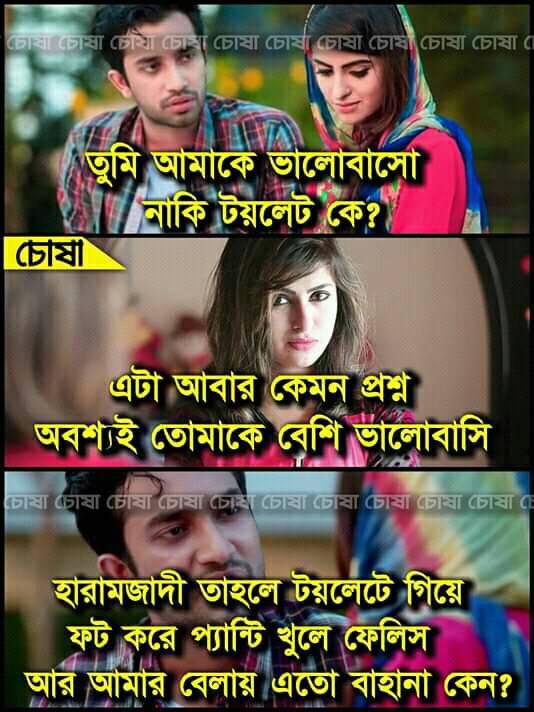 চোষা চোষা চোষা চোষা চোষা চোষা চোষা চোষা চোষা চোষা
তুমি আমাকে ভালোবাসো
নাকি টয়লেট কে?
চোষা
এটা আবার কেমন প্রশ্ন
অবশ্যই তোমাকে বেশি ভালোবাসি
চোষা চোষা চোষা চোষা চোষা চোষা চোষা চোষা চোষা চোষা
হারামজাদী তাহলে টয়লেটে গিয়ে
ফট করে প্যান্টি খুলে ফেলিস
আর আমার বেলায় এতো বাহানা কেন?